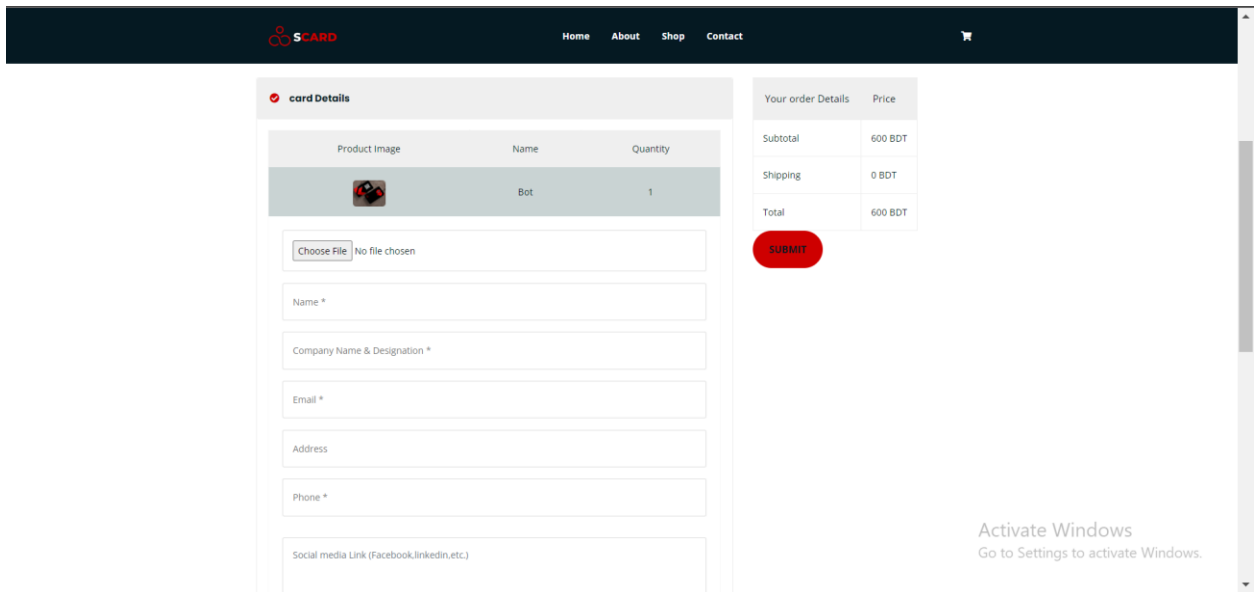 SCARD
Home About Shop Contact
card Details
Product Image Name Quantity
Bot 1
Choose File No file chosen
Name *
Company Name & Designation *
Email *
Address
Phone *
Social media Link (Facebook,linkedin,etc.)
Your order Details Price
Subtotal 600 BDT
Shipping 0 BDT
Total 600 BDT
SUBMIT
Activate Windows
Go to Settings to activate Windows.